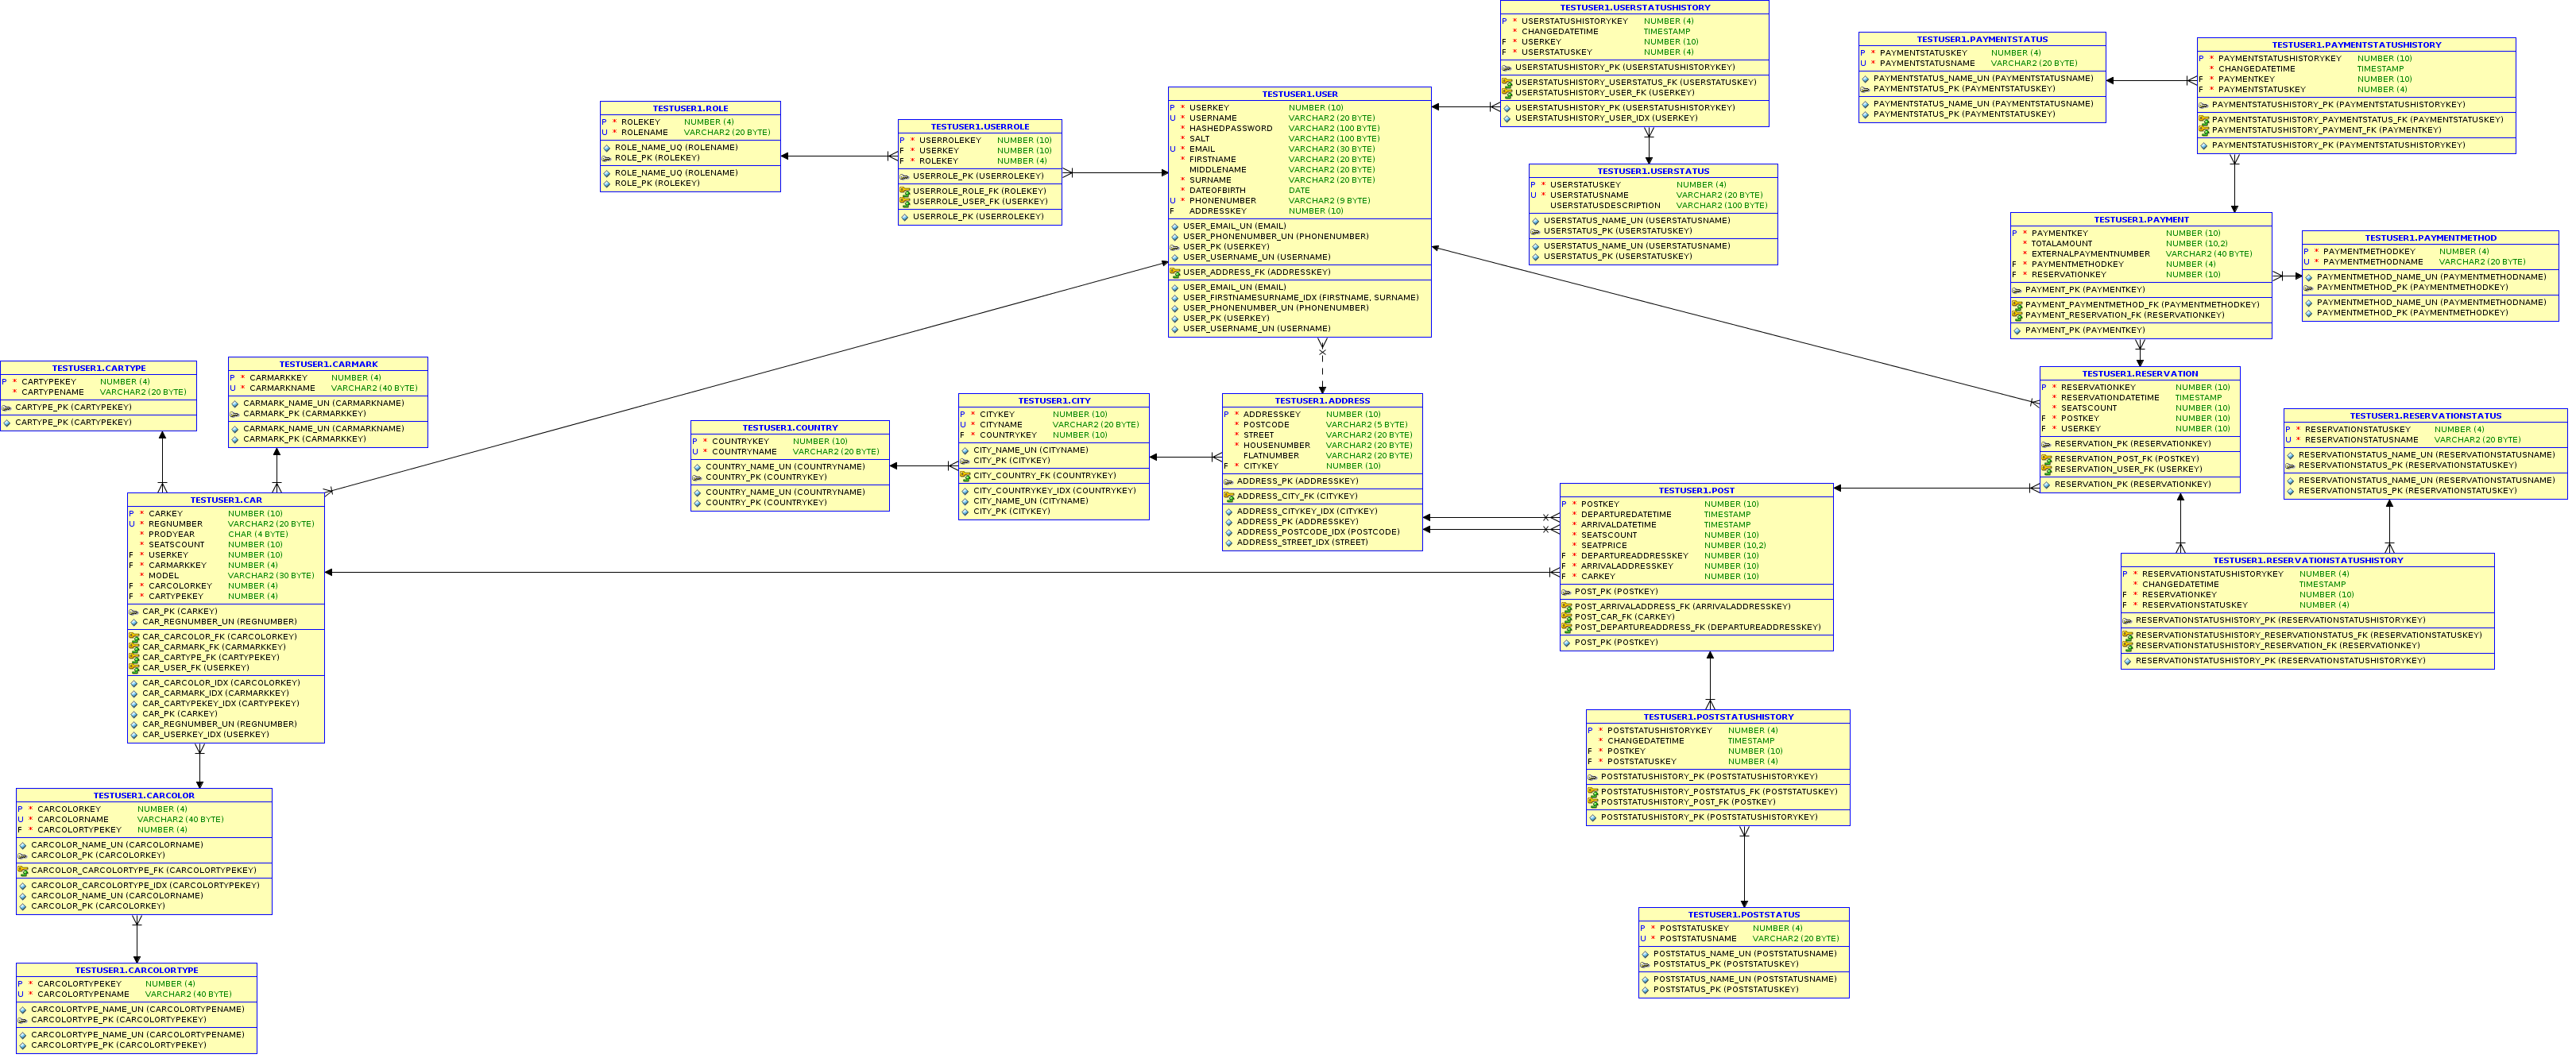 TESTUSER1.USERSTATUSHISTORY
P * USERSTATUSHISTORYKEY NUMBER (4)
* CHANGEDATETIME TIMESTAMP
F * USERKEY NUMBER (10)
F * USERSTATUSKEY NUMBER (4)
USERSTATUSHISTORY_PK (USERSTATUSHISTORYKEY)
USERSTATUSHISTORY_USERSTATUS_FK (USERSTATUSKEY)
USERSTATUSHISTORY_USER_FK (USERKEY)
USERSTATUSHISTORY_PK (USERSTATUSHISTORYKEY)
USERSTATUSHISTORY_USER_IDX (USERKEY)
TESTUSER1.PAYMENTSTATUS
P * PAYMENTSTATUSKEY NUMBER (4)
U * PAYMENTSTATUSNAME VARCHAR2 (20 BYTE)
PAYMENTSTATUS_NAME_UN (PAYMENTSTATUSNAME)
PAYMENTSTATUS_PK (PAYMENTSTATUSKEY)
PAYMENTSTATUS_NAME_UN (PAYMENTSTATUSNAME)
PAYMENTSTATUS_PK (PAYMENTSTATUSKEY)
TESTUSER1.PAYMENTSTATUSHISTORY
P * PAYMENTSTATUSHISTORYKEY NUMBER (10)
* CHANGEDATETIME TIMESTAMP
F * PAYMENTKEY NUMBER (10)
F * PAYMENTSTATUSKEY NUMBER (4)
PAYMENTSTATUSHISTORY_PK (PAYMENTSTATUSHISTORYKEY)
PAYMENTSTATUSHISTORY_PAYMENTSTATUS_FK (PAYMENTSTATUSKEY)
PAYMENTSTATUSHISTORY_PAYMENT_FK (PAYMENTKEY)
PAYMENTSTATUSHISTORY_PK (PAYMENTSTATUSHISTORYKEY)
TESTUSER1.ROLE
P * ROLEKEY NUMBER (4)
U * ROLENAME VARCHAR2 (20 BYTE)
ROLE_NAME_UQ (ROLENAME)
ROLE_PK (ROLEKEY)
ROLE_NAME_UQ (ROLENAME)
ROLE_PK (ROLEKEY)
TESTUSER1.USERROLE
P * USERROLEKEY NUMBER (10)
F * USERKEY NUMBER (10)
F * ROLEKEY NUMBER (4)
USERROLE_PK (USERROLEKEY)
USERROLE_ROLE_FK (ROLEKEY)
USERROLE_USER_FK (USERKEY)
USERROLE_PK (USERROLEKEY)
TESTUSER1.USER
P * USERKEY NUMBER (10)
U * USERNAME VARCHAR2 (20 BYTE)
* HASHEDPASSWORD VARCHAR2 (100 BYTE)
* SALT VARCHAR2 (100 BYTE)
U * EMAIL VARCHAR2 (30 BYTE)
* FIRSTNAME VARCHAR2 (20 BYTE)
MIDDLENAME VARCHAR2 (20 BYTE)
* SURNAME VARCHAR2 (20 BYTE)
* DATEOFBIRTH DATE
U * PHONENUMBER VARCHAR2 (9 BYTE)
F ADDRESSKEY NUMBER (10)
USER_EMAIL_UN (EMAIL)
USER_PHONENUMBER_UN (PHONENUMBER)
USER_PK (USERKEY)
USER_USERNAME_UN (USERNAME)
USER_ADDRESS_FK (ADDRESSKEY)
USER_EMAIL_UN (EMAIL)
USER_FIRSTNAMESURNAME_IDX (FIRSTNAME, SURNAME)
USER_PHONENUMBER_UN (PHONENUMBER)
USER_PK (USERKEY)
USER_USERNAME_UN (USERNAME)
TESTUSER1.USERSTATUS
P * USERSTATUSKEY NUMBER (4)
U * USERSTATUSNAME VARCHAR2 (20 BYTE)
USERSTATUSDESCRIPTION VARCHAR2 (100 BYTE)
USERSTATUS_NAME_UN (USERSTATUSNAME)
USERSTATUS_PK (USERSTATUSKEY)
USERSTATUS_NAME_UN (USERSTATUSNAME)
USERSTATUS_PK (USERSTATUSKEY)
TESTUSER1.PAYMENT
P * PAYMENTKEY NUMBER (10)
* TOTALAMOUNT NUMBER (10,2)
* EXTERNALPAYMENTNUMBER VARCHAR2 (40 BYTE)
F * PAYMENTMETHODKEY NUMBER (4)
F * RESERVATIONKEY NUMBER (10)
PAYMENT_PK (PAYMENTKEY)
PAYMENT_PAYMENTMETHOD_FK (PAYMENTMETHODKEY)
PAYMENT_RESERVATION_FK (RESERVATIONKEY)
PAYMENT_PK (PAYMENTKEY)
TESTUSER1.PAYMENTMETHOD
P * PAYMENTMETHODKEY NUMBER (4)
U * PAYMENTMETHODNAME VARCHAR2 (20 BYTE)
PAYMENTMETHOD_NAME_UN (PAYMENTMETHODNAME)
PAYMENTMETHOD_PK (PAYMENTMETHODKEY)
PAYMENTMETHOD_NAME_UN (PAYMENTMETHODNAME)
PAYMENTMETHOD_PK (PAYMENTMETHODKEY)
TESTUSER1.CARTYPE
P * CARTYPEKEY NUMBER (4)
* CARTYPENAME VARCHAR2 (20 BYTE)
CARTYPE_PK (CARTYPEKEY)
CARTYPE_PK (CARTYPEKEY)
TESTUSER1.CARMARK
P * CARMARKKEY NUMBER (4)
U * CARMARKNAME VARCHAR2 (40 BYTE)
CARMARK_NAME_UN (CARMARKNAME)
CARMARK_PK (CARMARKKEY)
CARMARK_NAME_UN (CARMARKNAME)
CARMARK_PK (CARMARKKEY)
TESTUSER1.COUNTRY
P * COUNTRYKEY NUMBER (10)
U * COUNTRYNAME VARCHAR2 (20 BYTE)
COUNTRY_NAME_UN (COUNTRYNAME)
COUNTRY_PK (COUNTRYKEY)
COUNTRY_NAME_UN (COUNTRYNAME)
COUNTRY_PK (COUNTRYKEY)
TESTUSER1.CITY
P * CITYKEY NUMBER (10)
U * CITYNAME VARCHAR2 (20 BYTE)
F * COUNTRYKEY NUMBER (10)
CITY_NAME_UN (CITYNAME)
CITY_PK (CITYKEY)
CITY_COUNTRY_FK (COUNTRYKEY)
CITY_COUNTRYKEY_IDX (COUNTRYKEY)
CITY_NAME_UN (CITYNAME)
CITY_PK (CITYKEY)
TESTUSER1.ADDRESS
P * ADDRESSKEY NUMBER (10)
* POSTCODE VARCHAR2 (5 BYTE)
* STREET VARCHAR2 (20 BYTE)
* HOUSENUMBER VARCHAR2 (20 BYTE)
FLATNUMBER VARCHAR2 (20 BYTE)
F * CITYKEY NUMBER (10)
ADDRESS_PK (ADDRESSKEY)
ADDRESS_CITY_FK (CITYKEY)
ADDRESS_CITYKEY_IDX (CITYKEY)
ADDRESS_PK (ADDRESSKEY)
ADDRESS_POSTCODE_IDX (POSTCODE)
ADDRESS_STREET_IDX (STREET)
TESTUSER1.RESERVATION
P * RESERVATIONKEY NUMBER (10)
* RESERVATIONDATETIME TIMESTAMP
* SEATSCOUNT NUMBER (10)
F * POSTKEY NUMBER (10)
F * USERKEY NUMBER (10)
RESERVATION_PK (RESERVATIONKEY)
RESERVATION_POST_FK (POSTKEY)
RESERVATION_USER_FK (USERKEY)
RESERVATION_PK (RESERVATIONKEY)
TESTUSER1.RESERVATIONSTATUS
P * RESERVATIONSTATUSKEY NUMBER (4)
U * RESERVATIONSTATUSNAME VARCHAR2 (20 BYTE)
RESERVATIONSTATUS_NAME_UN (RESERVATIONSTATUSNAME)
RESERVATIONSTATUS_PK (RESERVATIONSTATUSKEY)
RESERVATIONSTATUS_NAME_UN (RESERVATIONSTATUSNAME)
RESERVATIONSTATUS_PK (RESERVATIONSTATUSKEY)
TESTUSER1.CAR
P * CARKEY NUMBER (10)
U * REGNUMBER VARCHAR2 (20 BYTE)
* PRODYEAR CHAR (4 BYTE)
* SEATSCOUNT NUMBER (10)
F * USERKEY NUMBER (10)
F * CARMARKKEY NUMBER (4)
* MODEL VARCHAR2 (30 BYTE)
F * CARCOLORKEY NUMBER (4)
F * CARTYPEKEY NUMBER (4)
CAR_PK (CARKEY)
CAR_REGNUMBER_UN (REGNUMBER)
CAR_CARCOLOR_FK (CARCOLORKEY)
CAR_CARMARK_FK (CARMARKKEY)
CAR_CARTYPE_FK (CARTYPEKEY)
CAR_USER_FK (USERKEY)
CAR_CARCOLOR_IDX (CARCOLORKEY)
CAR_CARMARK_IDX (CARMARKKEY)
CAR_CARTYPEKEY_IDX (CARTYPEKEY)
CAR_PK (CARKEY)
CAR_REGNUMBER_UN (REGNUMBER)
CAR_USERKEY_IDX (USERKEY)
TESTUSER1.POST
P * POSTKEY NUMBER (10)
* DEPARTUREDATETIME TIMESTAMP
* ARRIVALDATETIME TIMESTAMP
* SEATSCOUNT NUMBER (10)
* SEATPRICE NUMBER (10,2)
F * DEPARTUREADDRESSKEY NUMBER (10)
F * ARRIVALADDRESSKEY NUMBER (10)
F * CARKEY NUMBER (10)
POST_PK (POSTKEY)
POST_ARRIVALADDRESS_FK (ARRIVALADDRESSKEY)
POST_CAR_FK (CARKEY)
POST_DEPARTUREADDRESS_FK (DEPARTUREADDRESSKEY)
POST_PK (POSTKEY)
TESTUSER1.RESERVATIONSTATUSHISTORY
P * RESERVATIONSTATUSHISTORYKEY NUMBER (4)
* CHANGEDATETIME TIMESTAMP
F * RESERVATIONKEY NUMBER (10)
F * RESERVATIONSTATUSKEY NUMBER (4)
RESERVATIONSTATUSHISTORY_PK (RESERVATIONSTATUSHISTORYKEY)
RESERVATIONSTATUSHISTORY_RESERVATIONSTATUS_FK (RESERVATIONSTATUSKEY)
RESERVATIONSTATUSHISTORY_RESERVATION_FK (RESERVATIONKEY)
RESERVATIONSTATUSHISTORY_PK (RESERVATIONSTATUSHISTORYKEY)
TESTUSER1.POSTSTATUSHISTORY
P * POSTSTATUSHISTORYKEY NUMBER (4)
* CHANGEDATETIME TIMESTAMP
F * POSTKEY NUMBER (10)
F * POSTSTATUSKEY NUMBER (4)
POSTSTATUSHISTORY_PK (POSTSTATUSHISTORYKEY)
POSTSTATUSHISTORY_POSTSTATUS_FK (POSTSTATUSKEY)
POSTSTATUSHISTORY_POST_FK (POSTKEY)
POSTSTATUSHISTORY_PK (POSTSTATUSHISTORYKEY)
TESTUSER1.CARCOLOR
P * CARCOLORKEY NUMBER (4)
U * CARCOLORNAME VARCHAR2 (40 BYTE)
F * CARCOLORTYPEKEY NUMBER (4)
CARCOLOR_NAME_UN (CARCOLORNAME)
CARCOLOR_PK (CARCOLORKEY)
CARCOLOR_CARCOLORTYPE_FK (CARCOLORTYPEKEY)
CARCOLOR_CARCOLORTYPE_IDX (CARCOLORTYPEKEY)
CARCOLOR_NAME_UN (CARCOLORNAME)
CARCOLOR_PK (CARCOLORKEY)
TESTUSER1.POSTSTATUS
P * POSTSTATUSKEY NUMBER (4)
U * POSTSTATUSNAME VARCHAR2 (20 BYTE)
POSTSTATUS_NAME_UN (POSTSTATUSNAME)
POSTSTATUS_PK (POSTSTATUSKEY)
POSTSTATUS_NAME_UN (POSTSTATUSNAME)
POSTSTATUS_PK (POSTSTATUSKEY)
TESTUSER1.CARCOLORTYPE
P * CARCOLORTYPEKEY NUMBER (4)
U * CARCOLORTYPENAME VARCHAR2 (40 BYTE)
CARCOLORTYPE_NAME_UN (CARCOLORTYPENAME)
CARCOLORTYPE_PK (CARCOLORTYPEKEY)
CARCOLORTYPE_NAME_UN (CARCOLORTYPENAME)
CARCOLORTYPE_PK (CARCOLORTYPEKEY)